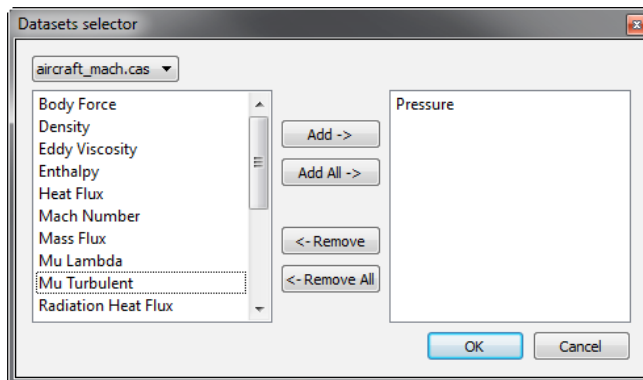 Datasets selector
aircraft_mach.cas
Body Force
Density
Eddy Viscosity
Enthalpy
Heat Flux
Mach Number
Mass Flux
Mu Lambda
Mu Turbulent
Radiation Heat Flux
Add ->
Add All ->
<- Remove
<- Remove All
Pressure
OK
Cancel